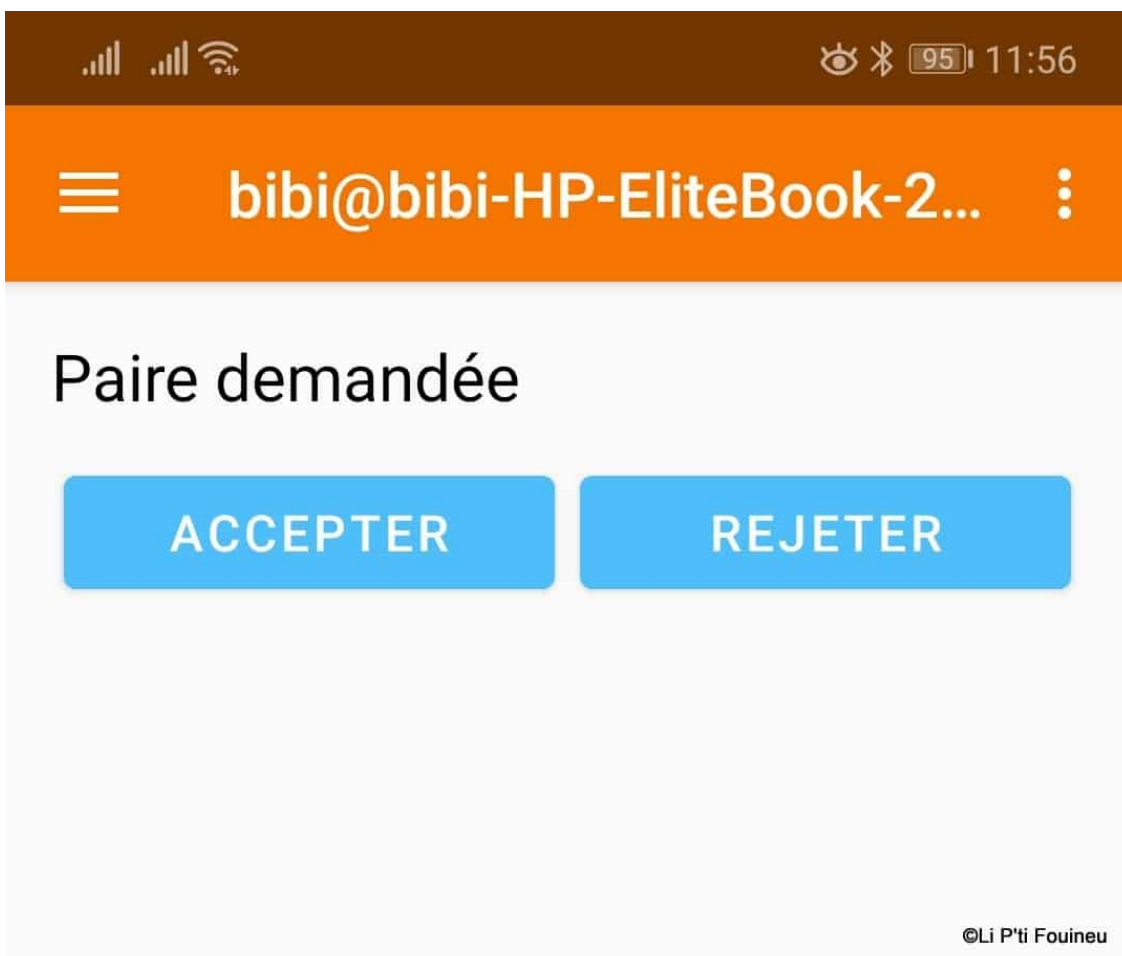 95 11:56
bibi@bibi-HP-EliteBook-2...
Paire demandée
ACCEPTER REJETER
©Li P'ti Fouineu